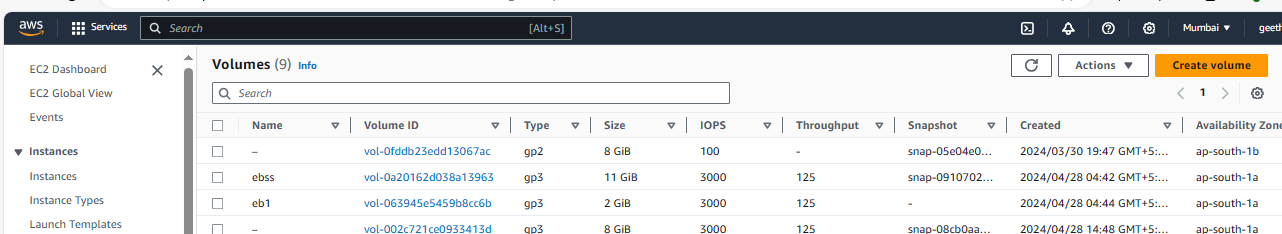 aws Services Search [Alt+S] Mumbai ▼ geeth
EC2 Dashboard
EC2 Global View
Events
▼ Instances
Instances
Instance Types
Launch Templates
Volumes (9) Info Actions ▼ Create volume
Search 1
Name Volume ID Type Size IOPS Throughput Snapshot Created Availability Zone
– vol-0fddb23edd13067ac gp2 8 GiB 100 - snap-05e04e0... 2024/03/30 19:47 GMT+5:... ap-south-1b
ebss vol-0a20162d038a13963 gp3 11 GiB 3000 125 snap-0910702... 2024/04/28 04:42 GMT+5:... ap-south-1a
eb1 vol-063945e5459b8cc6b gp3 2 GiB 3000 125 - 2024/04/28 04:44 GMT+5:... ap-south-1a
– vol-002c721ce0933413d gp3 8 GiB 3000 125 snap-08cb0aa... 2024/04/28 14:48 GMT+5:... ap-south-1a